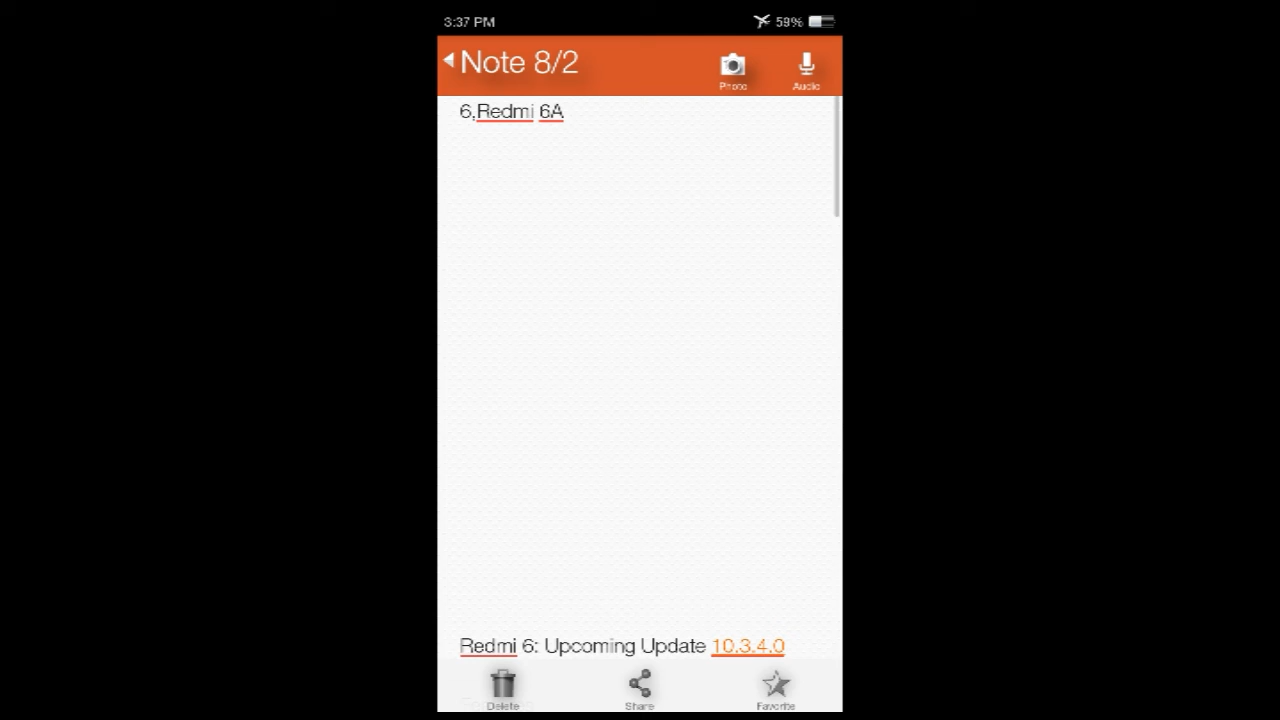 3:37 PM 59%
Note 8/2
Photo Audio
6,Redmi 6A
Redmi 6: Upcoming Update 10.3.4.0
Delete Share Favorite